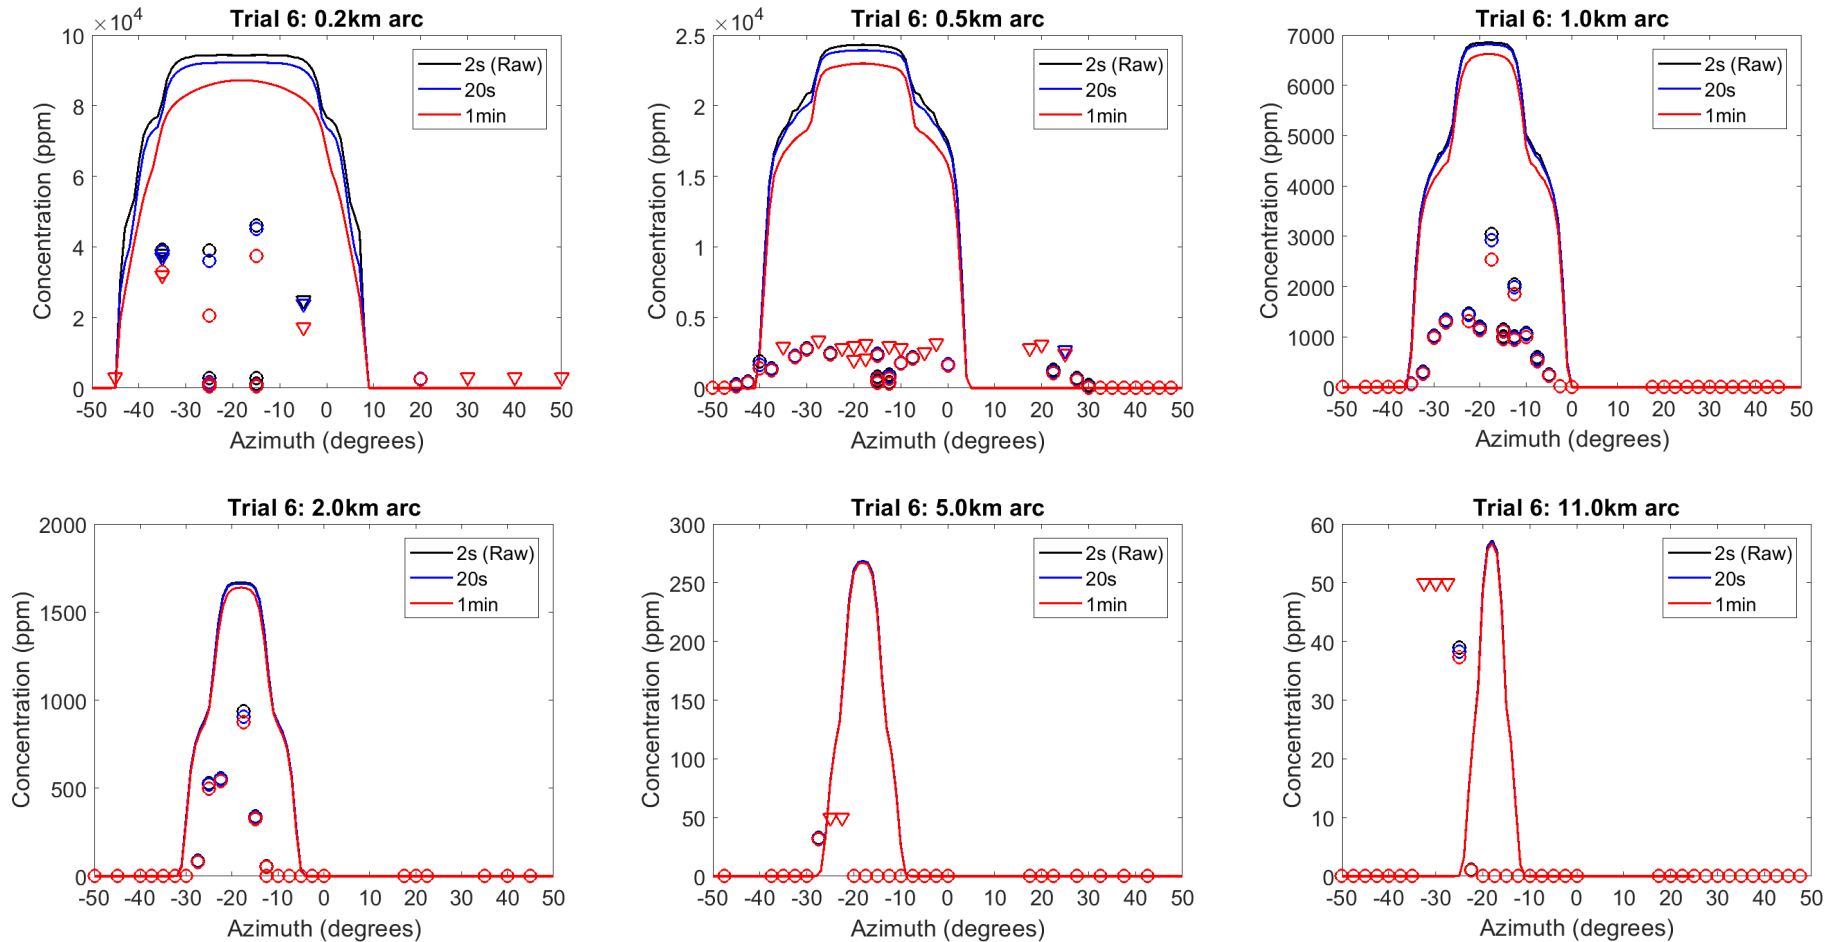 Trial 6: 0.2km arc
×10⁴
Concentration (ppm)
10
8
6
4
2
0
2s (Raw)
20s
1min
-50 -40 -30 -20 -10 0 10 20 30 40 50
Azimuth (degrees)
Trial 6: 0.5km arc
×10⁴
Concentration (ppm)
2.5
2
1.5
1
0.5
0
2s (Raw)
20s
1min
-50 -40 -30 -20 -10 0 10 20 30 40 50
Azimuth (degrees)
Trial 6: 1.0km arc
Concentration (ppm)
7000
6000
5000
4000
3000
2000
1000
0
2s (Raw)
20s
1min
-50 -40 -30 -20 -10 0 10 20 30 40 50
Azimuth (degrees)
Trial 6: 2.0km arc
Concentration (ppm)
2000
1500
1000
500
0
2s (Raw)
20s
1min
-50 -40 -30 -20 -10 0 10 20 30 40 50
Azimuth (degrees)
Trial 6: 5.0km arc
Concentration (ppm)
300
250
200
150
100
50
0
2s (Raw)
20s
1min
-50 -40 -30 -20 -10 0 10 20 30 40 50
Azimuth (degrees)
Trial 6: 11.0km arc
Concentration (ppm)
60
50
40
30
20
10
0
2s (Raw)
20s
1min
-50 -40 -30 -20 -10 0 10 20 30 40 50
Azimuth (degrees)